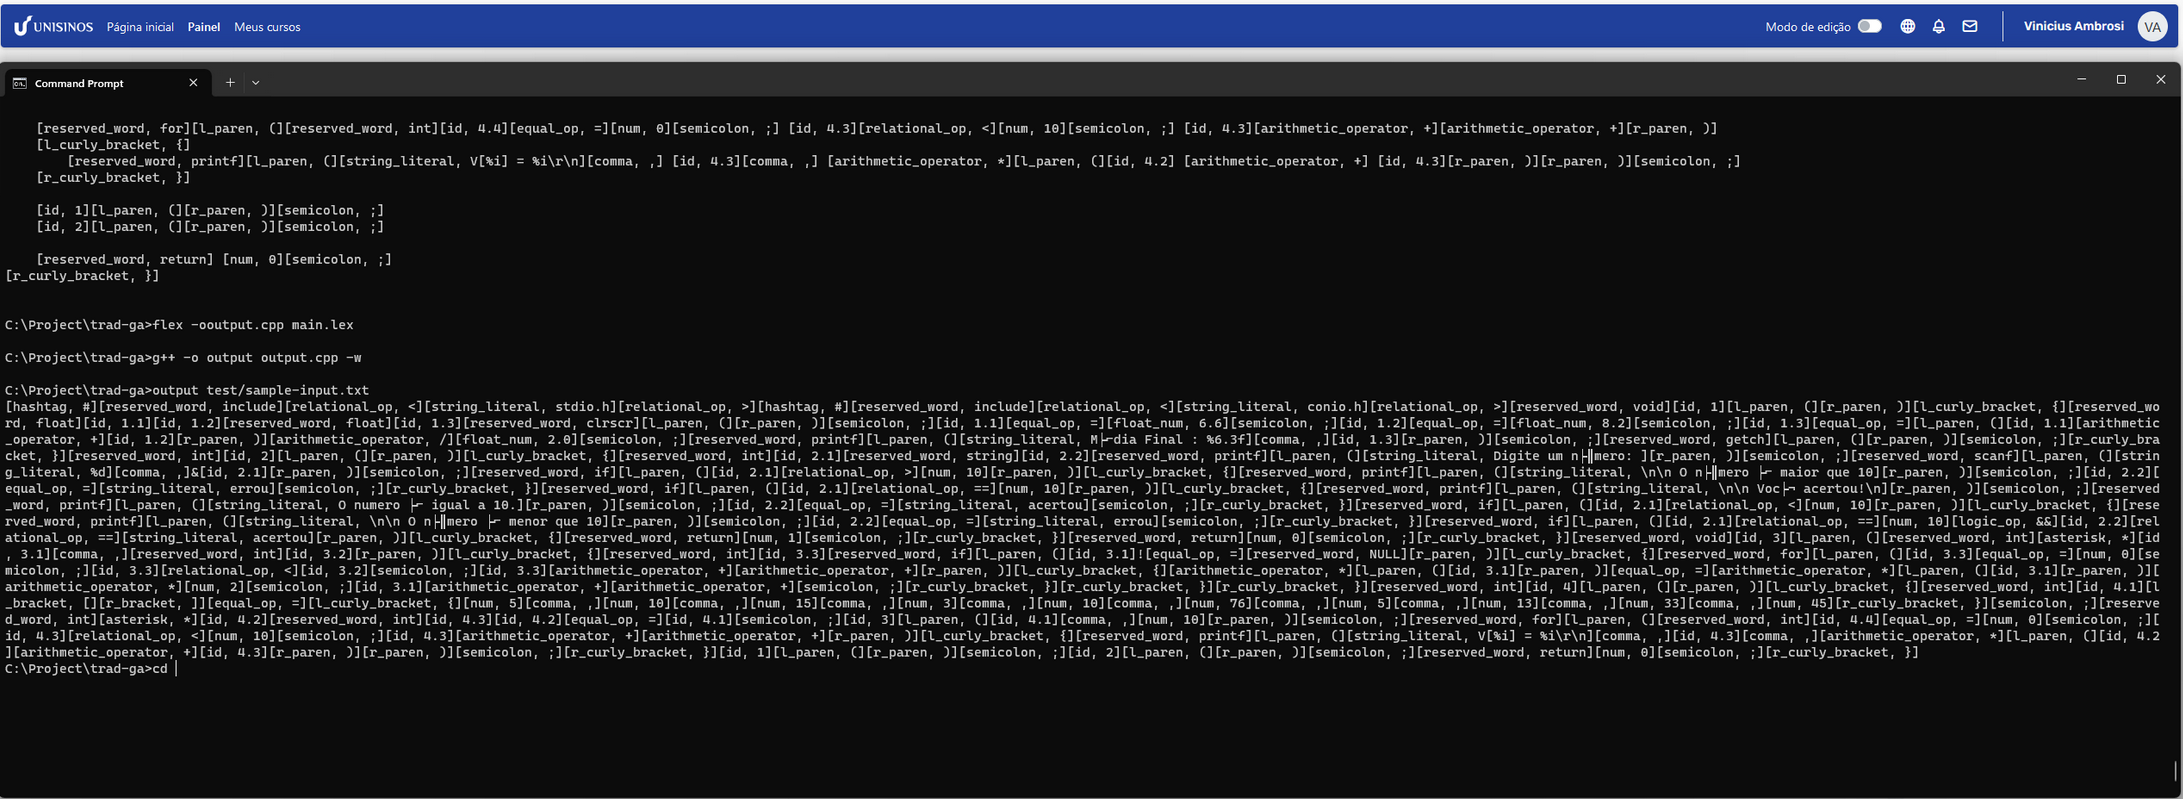 UNISINOS Página inicial Painel Meus cursos Modo de edição Vinicius Ambrosi VA
Command Prompt
[reserved_word, for][l_paren, (][reserved_word, int][id, 4.4][equal_op, =][num, 0][semicolon, ;] [id, 4.3][relational_op, <][num, 10][semicolon, ;] [id, 4.3][arithmetic_operator, +][arithmetic_operator, +][r_paren, )]
[l_curly_bracket, {]
[reserved_word, printf][l_paren, (][string_literal, V[%i] = %i\r\n][comma, ,] [id, 4.3][comma, ,] [arithmetic_operator, *][l_paren, (][id, 4.2] [arithmetic_operator, +] [id, 4.3][r_paren, )][r_paren, )][semicolon, ;]
[r_curly_bracket, }]
[id, 1][l_paren, (][r_paren, )][semicolon, ;]
[id, 2][l_paren, (][r_paren, )][semicolon, ;]
[reserved_word, return] [num, 0][semicolon, ;]
[r_curly_bracket, }]
C:\Project\trad-ga>flex -ooutput.cpp main.lex
C:\Project\trad-ga>g++ -o output output.cpp -w
C:\Project\trad-ga>output test/sample-input.txt
[hashtag, #][reserved_word, include][relational_op, <][string_literal, stdio.h][relational_op, >][hashtag, #][reserved_word, include][relational_op, <][string_literal, conio.h][relational_op, >][reserved_word, void][id, 1][l_paren, (][r_paren, )][l_curly_bracket, {][reserved_wo
rd, float][id, 1.1][id, 1.2][reserved_word, float][id, 1.3][reserved_word, clrscr][l_paren, (][r_paren, )][semicolon, ;][id, 1.1][equal_op, =][float_num, 6.6][semicolon, ;][id, 1.2][equal_op, =][float_num, 8.2][semicolon, ;][id, 1.3][equal_op, =][l_paren, (][id, 1.1][arithmetic
_operator, +][id, 1.2][r_paren, )][arithmetic_operator, /][float_num, 2.0][semicolon, ;][reserved_word, printf][l_paren, (][string_literal, M├⌐dia Final : %6.3f][comma, ,][id, 1.3][r_paren, )][semicolon, ;][reserved_word, getch][l_paren, (][r_paren, )][semicolon, ;][r_curly_bra
cket, }][reserved_word, int][id, 2][l_paren, (][r_paren, )][l_curly_bracket, {][reserved_word, int][id, 2.1][reserved_word, string][id, 2.2][reserved_word, printf][l_paren, (][string_literal, Digite um n├║mero: ][r_paren, )][semicolon, ;][reserved_word, scanf][l_paren, (][strin
g_literal, %d][comma, ,]&[id, 2.1][r_paren, )][semicolon, ;][reserved_word, if][l_paren, (][id, 2.1][relational_op, >][num, 10][r_paren, )][l_curly_bracket, {][reserved_word, printf][l_paren, (][string_literal, \n\n O n├║mero ├⌐ maior que 10][r_paren, )][semicolon, ;][id, 2.2][
equal_op, =][string_literal, errou][semicolon, ;][r_curly_bracket, }][reserved_word, if][l_paren, (][id, 2.1][relational_op, ==][num, 10][r_paren, )][l_curly_bracket, {][reserved_word, printf][l_paren, (][string_literal, \n\n Voc├¬ acertou!\n][r_paren, )][semicolon, ;][reserved
_word, printf][l_paren, (][string_literal, O numero ├⌐ igual a 10.][r_paren, )][semicolon, ;][id, 2.2][equal_op, =][string_literal, acertou][semicolon, ;][r_curly_bracket, }][reserved_word, if][l_paren, (][id, 2.1][relational_op, <][num, 10][r_paren, )][l_curly_bracket, {][rese
rved_word, printf][l_paren, (][string_literal, \n\n O n├║mero ├⌐ menor que 10][r_paren, )][semicolon, ;][id, 2.2][equal_op, =][string_literal, errou][semicolon, ;][r_curly_bracket, }][reserved_word, if][l_paren, (][id, 2.1][relational_op, ==][num, 10][logic_op, &&][id, 2.2][rel
ational_op, ==][string_literal, acertou][r_paren, )][l_curly_bracket, {][reserved_word, return][num, 1][semicolon, ;][r_curly_bracket, }][reserved_word, return][num, 0][semicolon, ;][r_curly_bracket, }][reserved_word, void][id, 3][l_paren, (][reserved_word, int][asterisk, *][id
, 3.1][comma, ,][reserved_word, int][id, 3.2][r_paren, )][l_curly_bracket, {][reserved_word, int][id, 3.3][reserved_word, if][l_paren, (][id, 3.1]![equal_op, =][reserved_word, NULL][r_paren, )][l_curly_bracket, {][reserved_word, for][l_paren, (][id, 3.3][equal_op, =][num, 0][se
micolon, ;][id, 3.3][relational_op, <][id, 3.2][semicolon, ;][id, 3.3][arithmetic_operator, +][arithmetic_operator, +][r_paren, )][l_curly_bracket, {][arithmetic_operator, *][l_paren, (][id, 3.1][r_paren, )][equal_op, =][arithmetic_operator, *][l_paren, (][id, 3.1][r_paren, )][
arithmetic_operator, *][num, 2][semicolon, ;][id, 3.1][arithmetic_operator, +][arithmetic_operator, +][semicolon, ;][r_curly_bracket, }][r_curly_bracket, }][r_curly_bracket, }][reserved_word, int][id, 4][l_paren, (][r_paren, )][l_curly_bracket, {][reserved_word, int][id, 4.1][l
_bracket, [][r_bracket, ]][equal_op, =][l_curly_bracket, {][num, 5][comma, ,][num, 10][comma, ,][num, 15][comma, ,][num, 3][comma, ,][num, 10][comma, ,][num, 76][comma, ,][num, 5][comma, ,][num, 13][comma, ,][num, 33][comma, ,][num, 45][r_curly_bracket, }][semicolon, ;][reserve
d_word, int][asterisk, *][id, 4.2][reserved_word, int][id, 4.3][id, 4.2][equal_op, =][id, 4.1][semicolon, ;][id, 3][l_paren, (][id, 4.1][comma, ,][num, 10][r_paren, )][semicolon, ;][reserved_word, for][l_paren, (][reserved_word, int][id, 4.4][equal_op, =][num, 0][semicolon, ;][
id, 4.3][relational_op, <][num, 10][semicolon, ;][id, 4.3][arithmetic_operator, +][arithmetic_operator, +][r_paren, )][l_curly_bracket, {][reserved_word, printf][l_paren, (][string_literal, V[%i] = %i\r\n][comma, ,][id, 4.3][comma, ,][arithmetic_operator, *][l_paren, (][id, 4.2
][arithmetic_operator, +][id, 4.3][r_paren, )][r_paren, )][semicolon, ;][r_curly_bracket, }][id, 1][l_paren, (][r_paren, )][semicolon, ;][id, 2][l_paren, (][r_paren, )][semicolon, ;][reserved_word, return][num, 0][semicolon, ;][r_curly_bracket, }]
C:\Project\trad-ga>cd